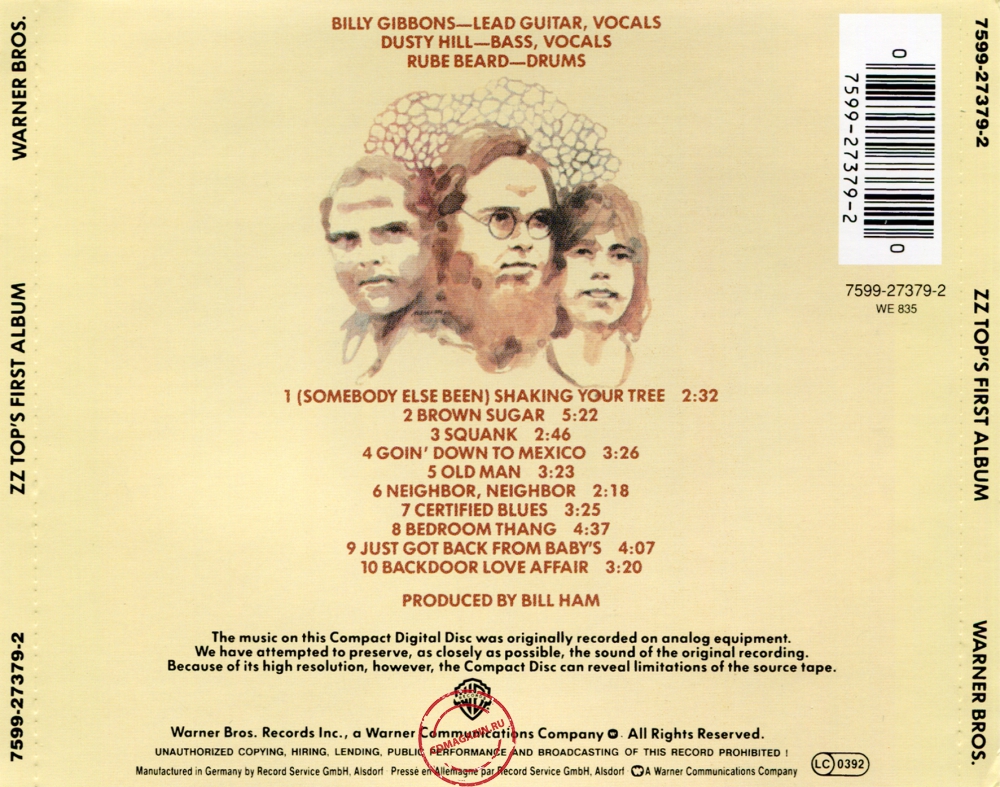 BILLY GIBBONS—LEAD GUITAR, VOCALS
DUSTY HILL—BASS, VOCALS
RUBE BEARD—DRUMS
WARNER BROS.
ZZ TOP'S FIRST ALBUM
7599-27379-2
7599-27379-2
ZZ TOP'S FIRST ALBUM
WARNER BROS.
0
7599-27379-2
0
7599-27379-2
WE 835
1 (SOMEBODY ELSE BEEN) SHAKING YOUR TREE 2:32
2 BROWN SUGAR 5:22
3 SQUANK 2:46
4 GOIN' DOWN TO MEXICO 3:26
5 OLD MAN 3:23
6 NEIGHBOR, NEIGHBOR 2:18
7 CERTIFIED BLUES 3:25
8 BEDROOM THANG 4:37
9 JUST GOT BACK FROM BABY'S 4:07
10 BACKDOOR LOVE AFFAIR 3:20
PRODUCED BY BILL HAM
The music on this Compact Digital Disc was originally recorded on analog equipment.
We have attempted to preserve, as closely as possible, the sound of the original recording.
Because of its high resolution, however, the Compact Disc can reveal limitations of the source tape.
RECORDS
CDMAGAZIN.RU
Warner Bros. Records Inc., a Warner Communications Company. All Rights Reserved.
UNAUTHORIZED COPYING, HIRING, LENDING, PUBLIC PERFORMANCE AND BROADCASTING OF THIS RECORD PROHIBITED !
Manufactured in Germany by Record Service GmbH, Alsdorf Pressé en Allemagne par Record Service GmbH, Alsdorf A Warner Communications Company
LC 0392